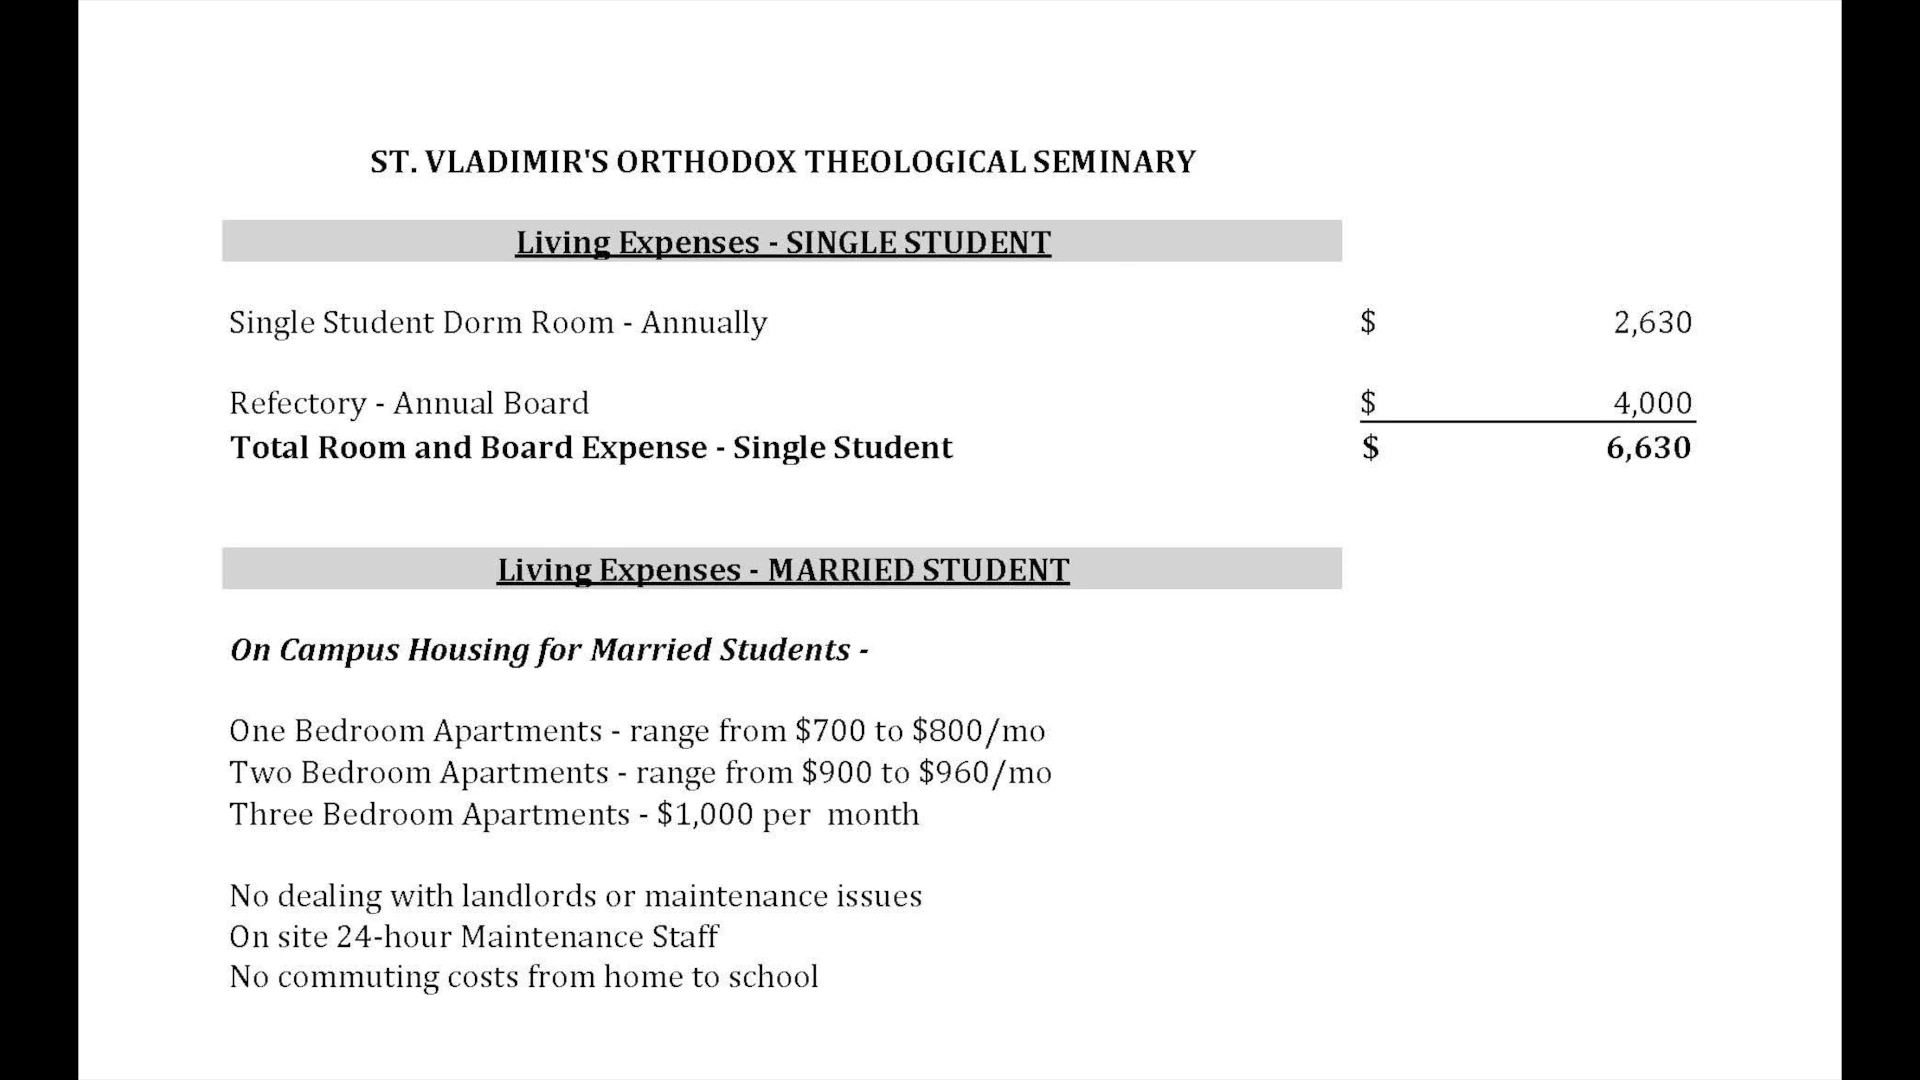 ST. VLADIMIR'S ORTHODOX THEOLOGICAL SEMINARY
Living Expenses - SINGLE STUDENT
Single Student Dorm Room - Annually $ 2,630
Refectory - Annual Board $ 4,000
Total Room and Board Expense - Single Student $ 6,630
Living Expenses - MARRIED STUDENT
On Campus Housing for Married Students -
One Bedroom Apartments - range from $700 to $800/mo
Two Bedroom Apartments - range from $900 to $960/mo
Three Bedroom Apartments - $1,000 per  month
No dealing with landlords or maintenance issues
On site 24-hour Maintenance Staff
No commuting costs from home to school